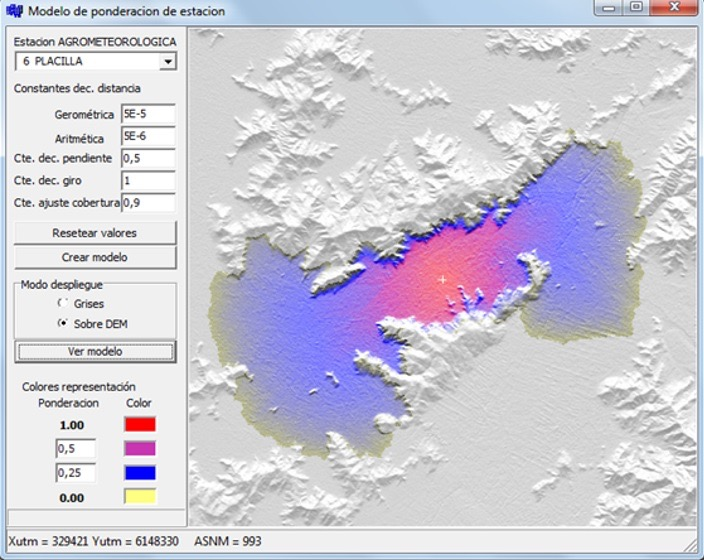 Modelo de ponderacion de estacion
Estacion AGROMETEOROLOGICA
6 PLACILLA
Constantes dec. distancia
Gerométrica 5E-5
Aritmética 5E-6
Cte. dec. pendiente 0,5
Cte. dec. giro 1
Cte. ajuste cobertura 0,9
Resetear valores
Crear modelo
Modo despliegue
Grises
Sobre DEM
Ver modelo
Colores representación
Ponderacion Color
1.00
0,5
0,25
0.00
Xutm = 329421 Yutm = 6148330 ASNM = 993